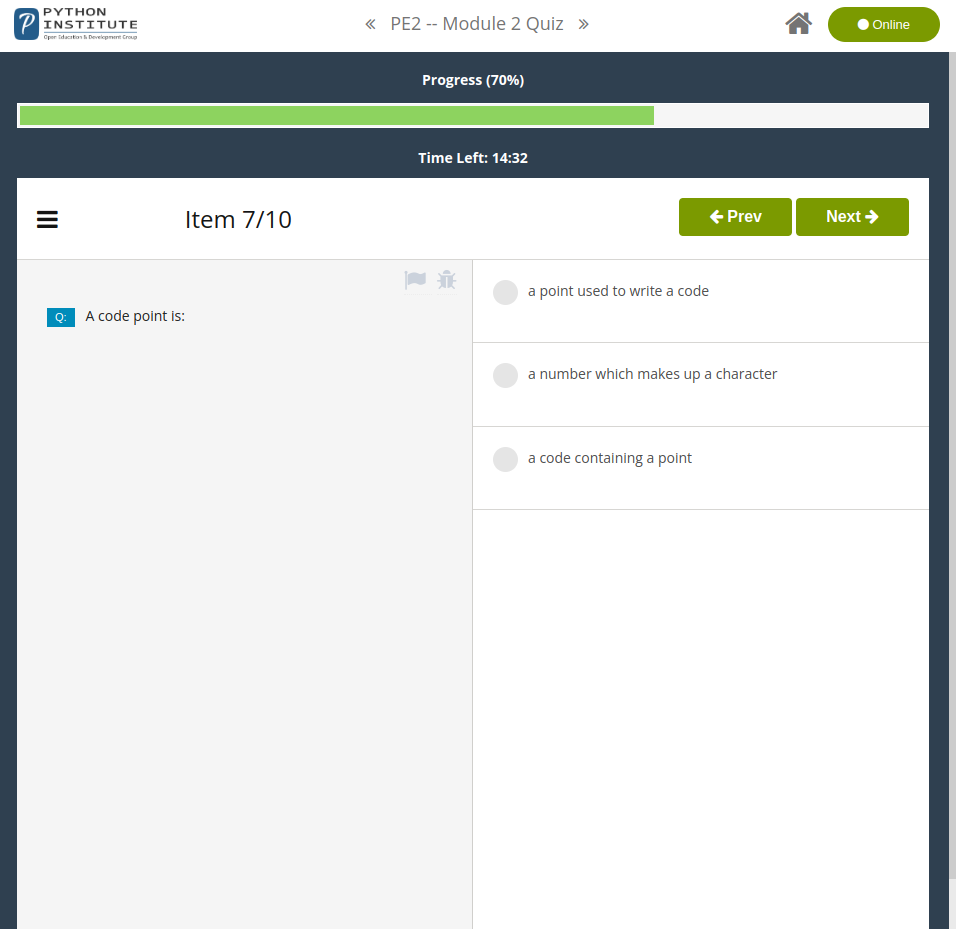 PYTHON
INSTITUTE
Open Education & Development Group
« PE2 -- Module 2 Quiz »
Online
Progress (70%)
Time Left: 14:32
Item 7/10
Prev
Next
Q: A code point is:
a point used to write a code
a number which makes up a character
a code containing a point